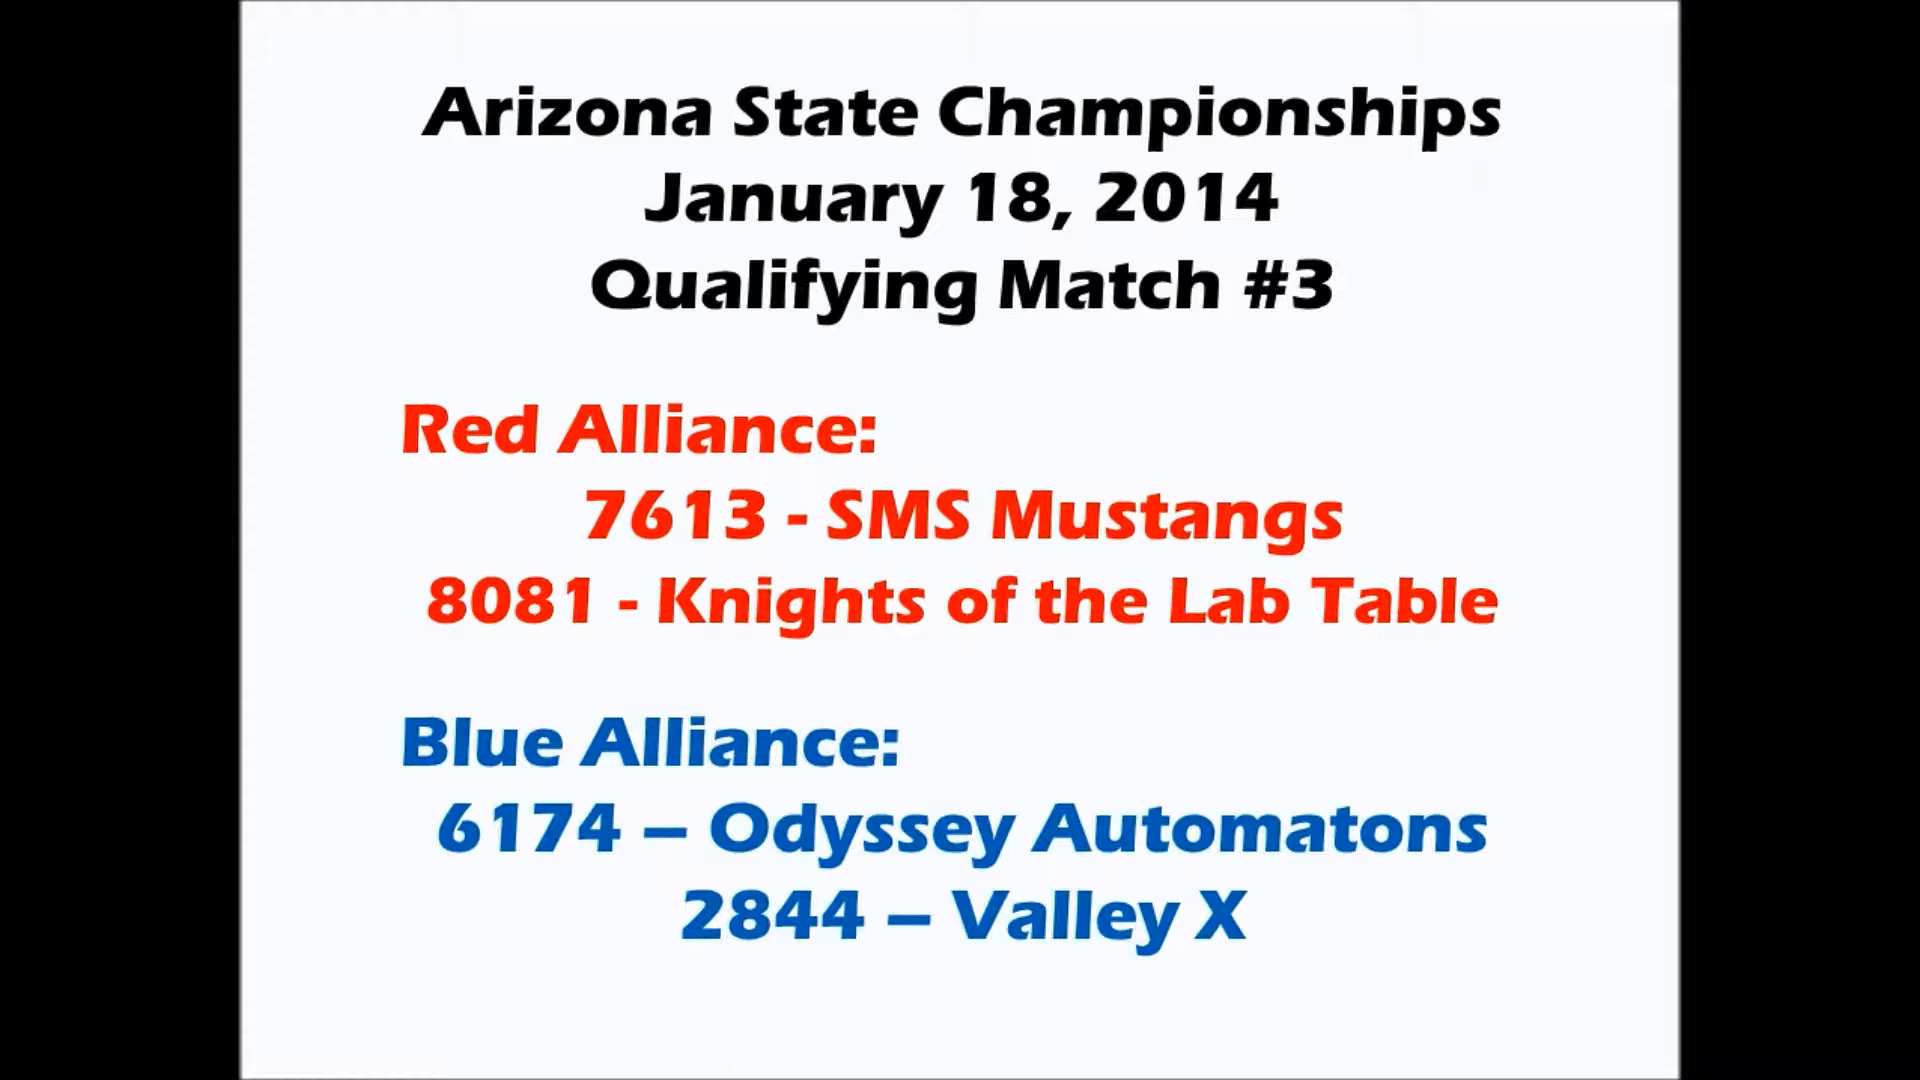 Arizona State Championships
January 18, 2014
Qualifying Match #3
Red Alliance:
7613 - SMS Mustangs
8081 - Knights of the Lab Table
Blue Alliance:
6174 – Odyssey Automatons
2844 – Valley X